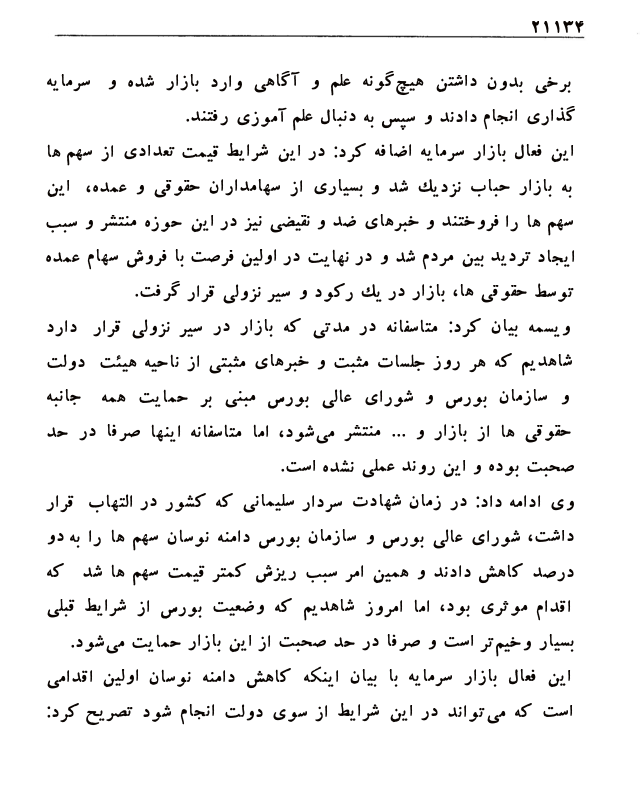 ۲۱۱۳۴
برخی بدون داشتن هیچ‌گونه علم و آگاهی وارد بازار شده و سرمایه
گذاری انجام دادند و سپس به دنبال علم آموزی رفتند.
این فعال بازار سرمایه اضافه کرد: در این شرایط قیمت تعدادی از سهم ها
به بازار حباب نزدیك شد و بسیاری از سهامداران حقوقی و عمده، این
سهم ها را فروختند و خبرهای ضد و نقیضی نیز در این حوزه منتشر و سبب
ایجاد تردید بین مردم شد و در نهایت در اولین فرصت با فروش سهام عمده
توسط حقوقی ها، بازار در یك رکود و سیر نزولی قرار گرفت.
ویسمه بیان کرد: متاسفانه در مدتی که بازار در سیر نزولی قرار دارد
شاهدیم که هر روز جلسات مثبت و خبرهای مثبتی از ناحیه هیئت دولت
و سازمان بورس و شورای عالی بورس مبنی بر حمایت همه جانبه
حقوقی ها از بازار و ... منتشر می‌شود، اما متاسفانه اینها صرفا در حد
صحبت بوده و این روند عملی نشده است.
وی ادامه داد: در زمان شهادت سردار سلیمانی که کشور در التهاب قرار
داشت، شورای عالی بورس و سازمان بورس دامنه نوسان سهم ها را به دو
درصد کاهش دادند و همین امر سبب ریزش کمتر قیمت سهم ها شد که
اقدام موثری بود، اما امروز شاهدیم که وضعیت بورس از شرایط قبلی
بسیار وخیم‌تر است و صرفا در حد صحبت از این بازار حمایت می‌شود.
این فعال بازار سرمایه با بیان اینکه کاهش دامنه نوسان اولین اقدامی
است که می‌تواند در این شرایط از سوی دولت انجام شود تصریح کرد: